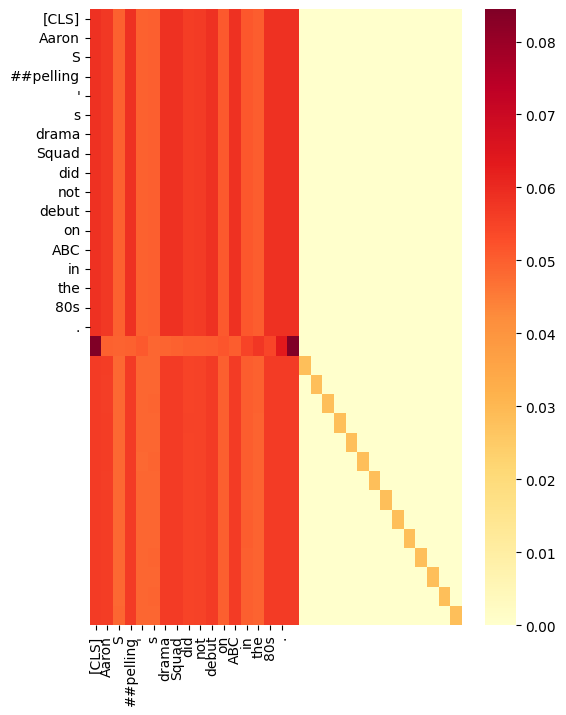 [CLS]
Aaron
S
##pelling
'
s
drama
Squad
did
not
debut
on
ABC
in
the
80s
.
0.08
0.07
0.06
0.05
0.04
0.03
0.02
0.01
0.00
[CLS]
Aaron
S
##pelling
'
s
drama
Squad
did
not
debut
on
ABC
in
the
80s
.